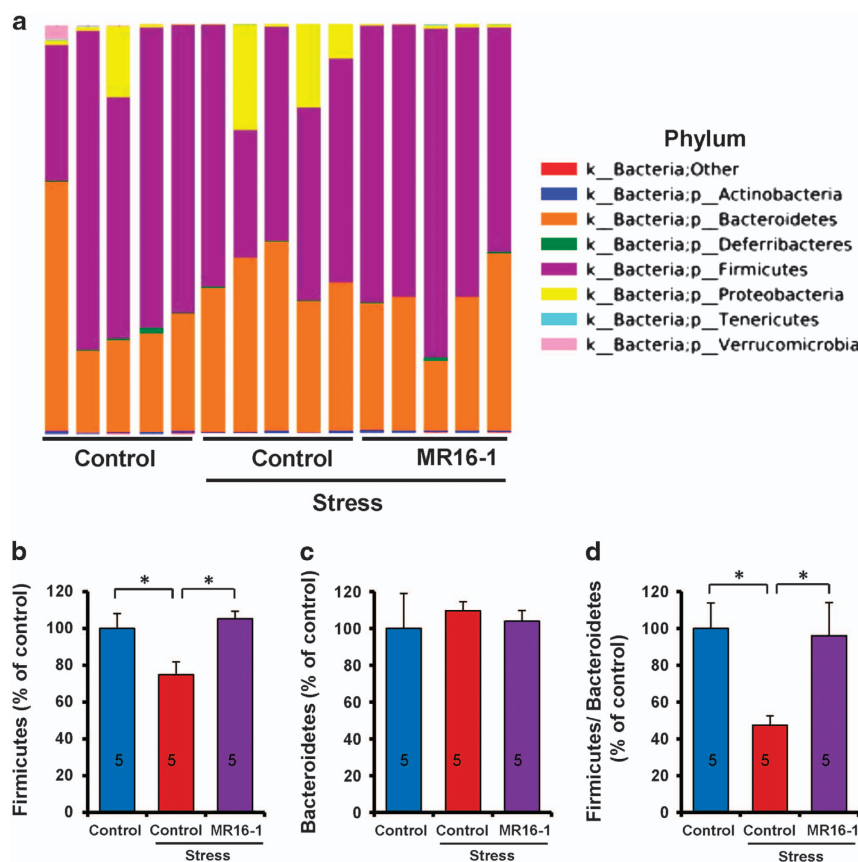 a
Phylum
k__Bacteria;Other
k__Bacteria;p__Actinobacteria
k__Bacteria;p__Bacteroidetes
k__Bacteria;p__Deferribacteres
k__Bacteria;p__Firmicutes
k__Bacteria;p__Proteobacteria
k__Bacteria;p__Tenericutes
k__Bacteria;p__Verrucomicrobia
Control Control MR16-1
Stress
b
Firmicutes (% of control)
120
100
80
60
40
20
0
* *
5 5 5
Control Control MR16-1
Stress
c
Bacteroidetes (% of control)
120
100
80
60
40
20
0
5 5 5
Control Control MR16-1
Stress
d
Firmicutes/ Bacteroidetes
(% of control)
120
100
80
60
40
20
0
* *
5 5 5
Control Control MR16-1
Stress